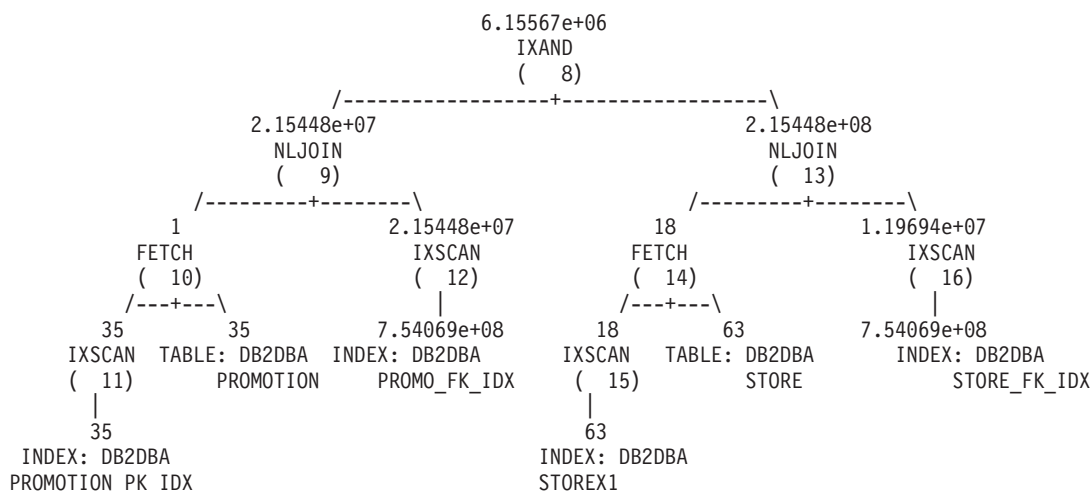 6.15567e+06
IXAND
(   8)
/------------------+------------------\
2.15448e+07 2.15448e+08
NLJOIN NLJOIN
(   9) (  13)
/---------+--------\ /---------+--------\
1 2.15448e+07 18 1.19694e+07
FETCH IXSCAN FETCH IXSCAN
(  10) (  12) (  14) (  16)
/---+---\ | /---+---\ |
35 35 7.54069e+08 18 63 7.54069e+08
IXSCAN TABLE: DB2DBA INDEX: DB2DBA IXSCAN TABLE: DB2DBA INDEX: DB2DBA
(  11) PROMOTION PROMO_FK_IDX (  15) STORE STORE_FK_IDX
| |
35 63
INDEX: DB2DBA INDEX: DB2DBA
PROMOTION PK IDX STOREX1